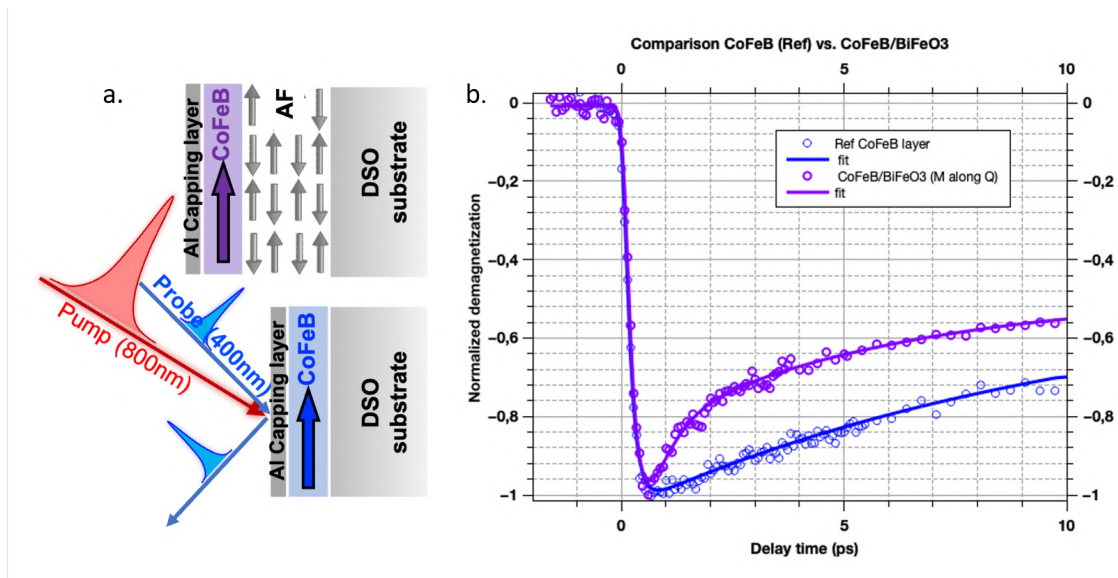 a.
Al Capping layer
CoFeB
AF
DSO
substrate
Pump (800nm)
Probe (400nm)
Al Capping layer
CoFeB
DSO
substrate
b.
Comparison CoFeB (Ref) vs. CoFeB/BiFeO3
0 5 10
0 0
−0,2 −0,2
−0,4 −0,4
−0,6 −0,6
−0,8 −0,8
−1 −1
Normalized demagnetization
Ref CoFeB layer
fit
CoFeB/BiFeO3 (M along Q)
fit
0 5 10
Delay time (ps)